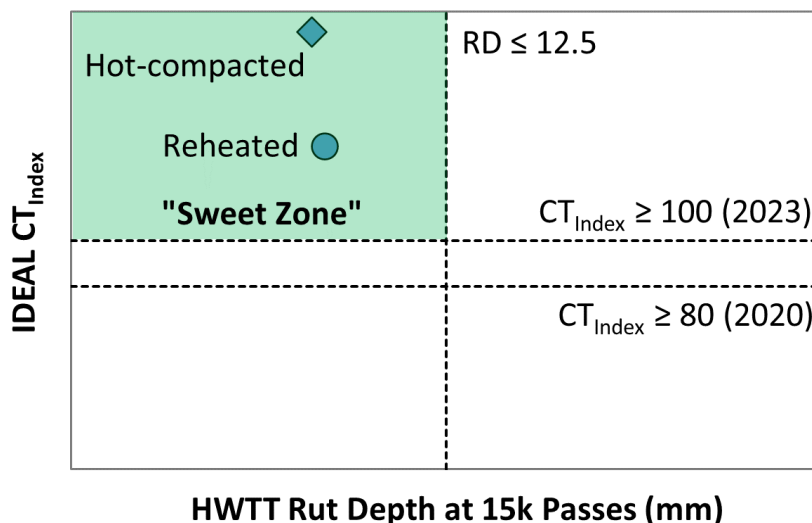 RD ≤ 12.5
Hot-compacted
Reheated
"Sweet Zone"
CTIndex ≥ 100 (2023)
CTIndex ≥ 80 (2020)
IDEAL CTIndex
HWTT Rut Depth at 15k Passes (mm)